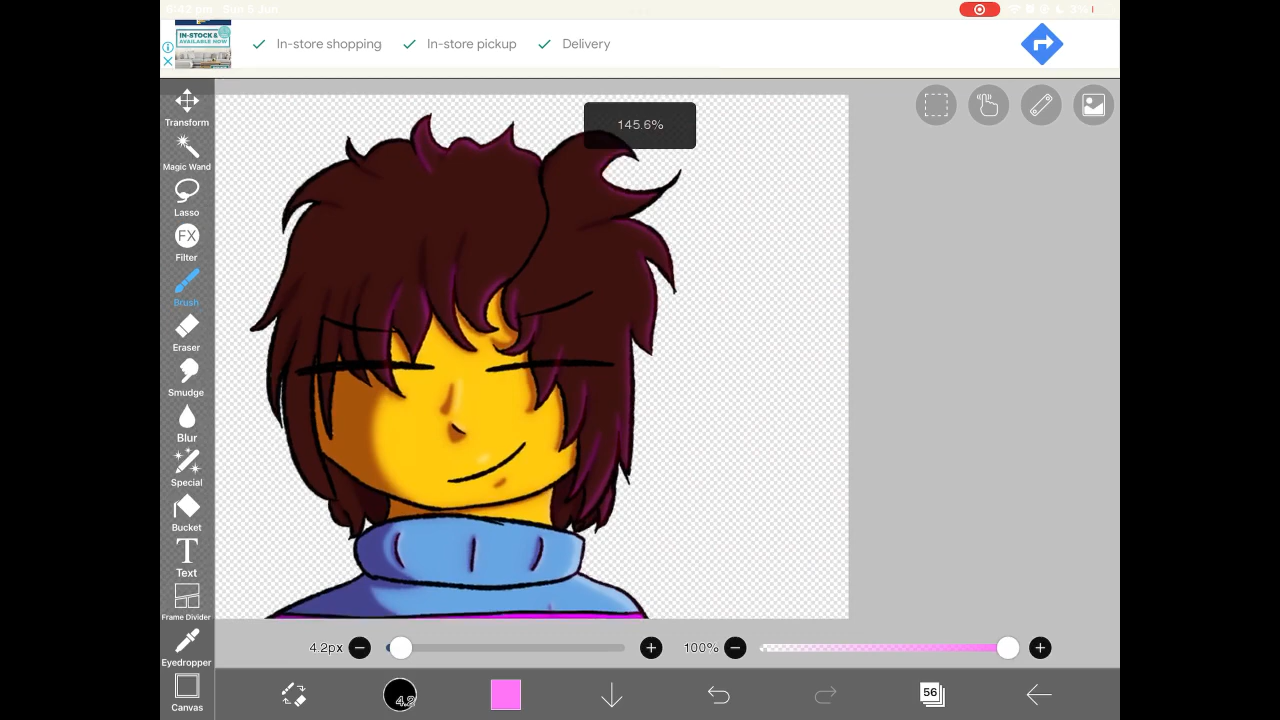 5:42 pm Sun 5 Jun
3%
IN-STOCK &
AVAILABLE NOW
In-store shopping
In-store pickup
Delivery
145.6%
Transform
Magic Wand
Lasso
FX
Filter
Brush
Eraser
Smudge
Blur
Special
Bucket
T
Text
Frame Divider
Eyedropper
Canvas
4.2px
100%
4.2
56